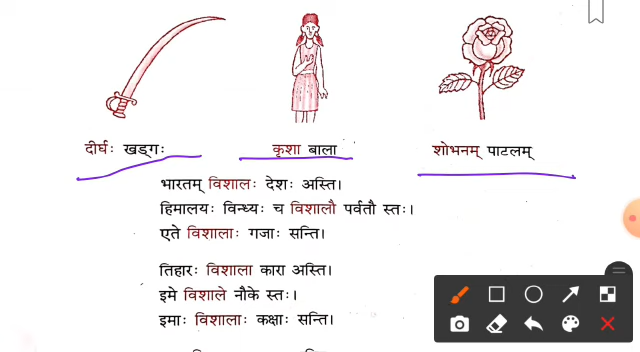 दीर्घः खड्गः कृशा बाला शोभनम् पाटलम्
भारतम् विशालः देशः अस्ति।
हिमालयः विन्ध्यः च विशालौ पर्वतौ स्तः।
एते विशालाः गजाः सन्ति।
तिहारः विशाला कारा अस्ति।
इमे विशाले नौके स्तः।
इमाः विशालाः कक्षाः सन्ति।